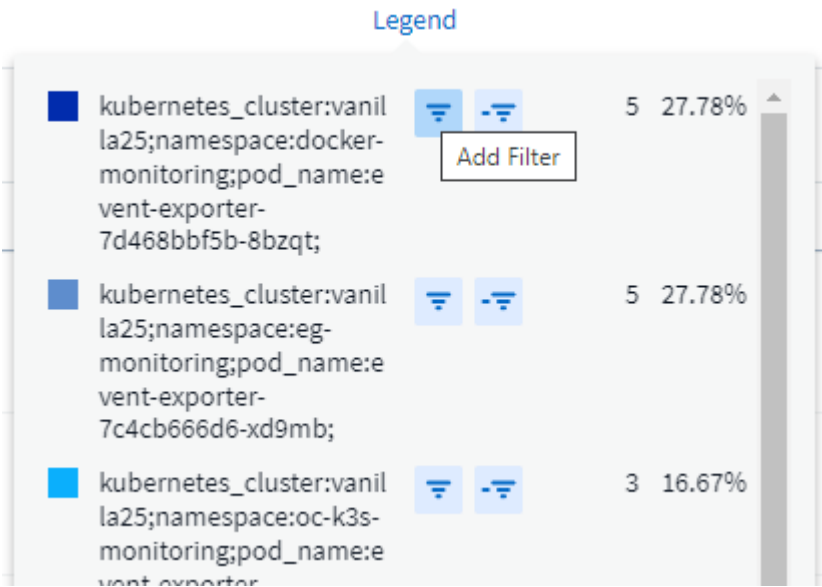 Legend
kubernetes_cluster:vanil 5 27.78%
la25;namespace:docker-
Add Filter
monitoring;pod_name:e
vent-exporter-
7d468bbf5b-8bzqt;
kubernetes_cluster:vanil 5 27.78%
la25;namespace:eg-
monitoring;pod_name:e
vent-exporter-
7c4cb666d6-xd9mb;
kubernetes_cluster:vanil 3 16.67%
la25;namespace:oc-k3s-
monitoring;pod_name:e
vent-exporter